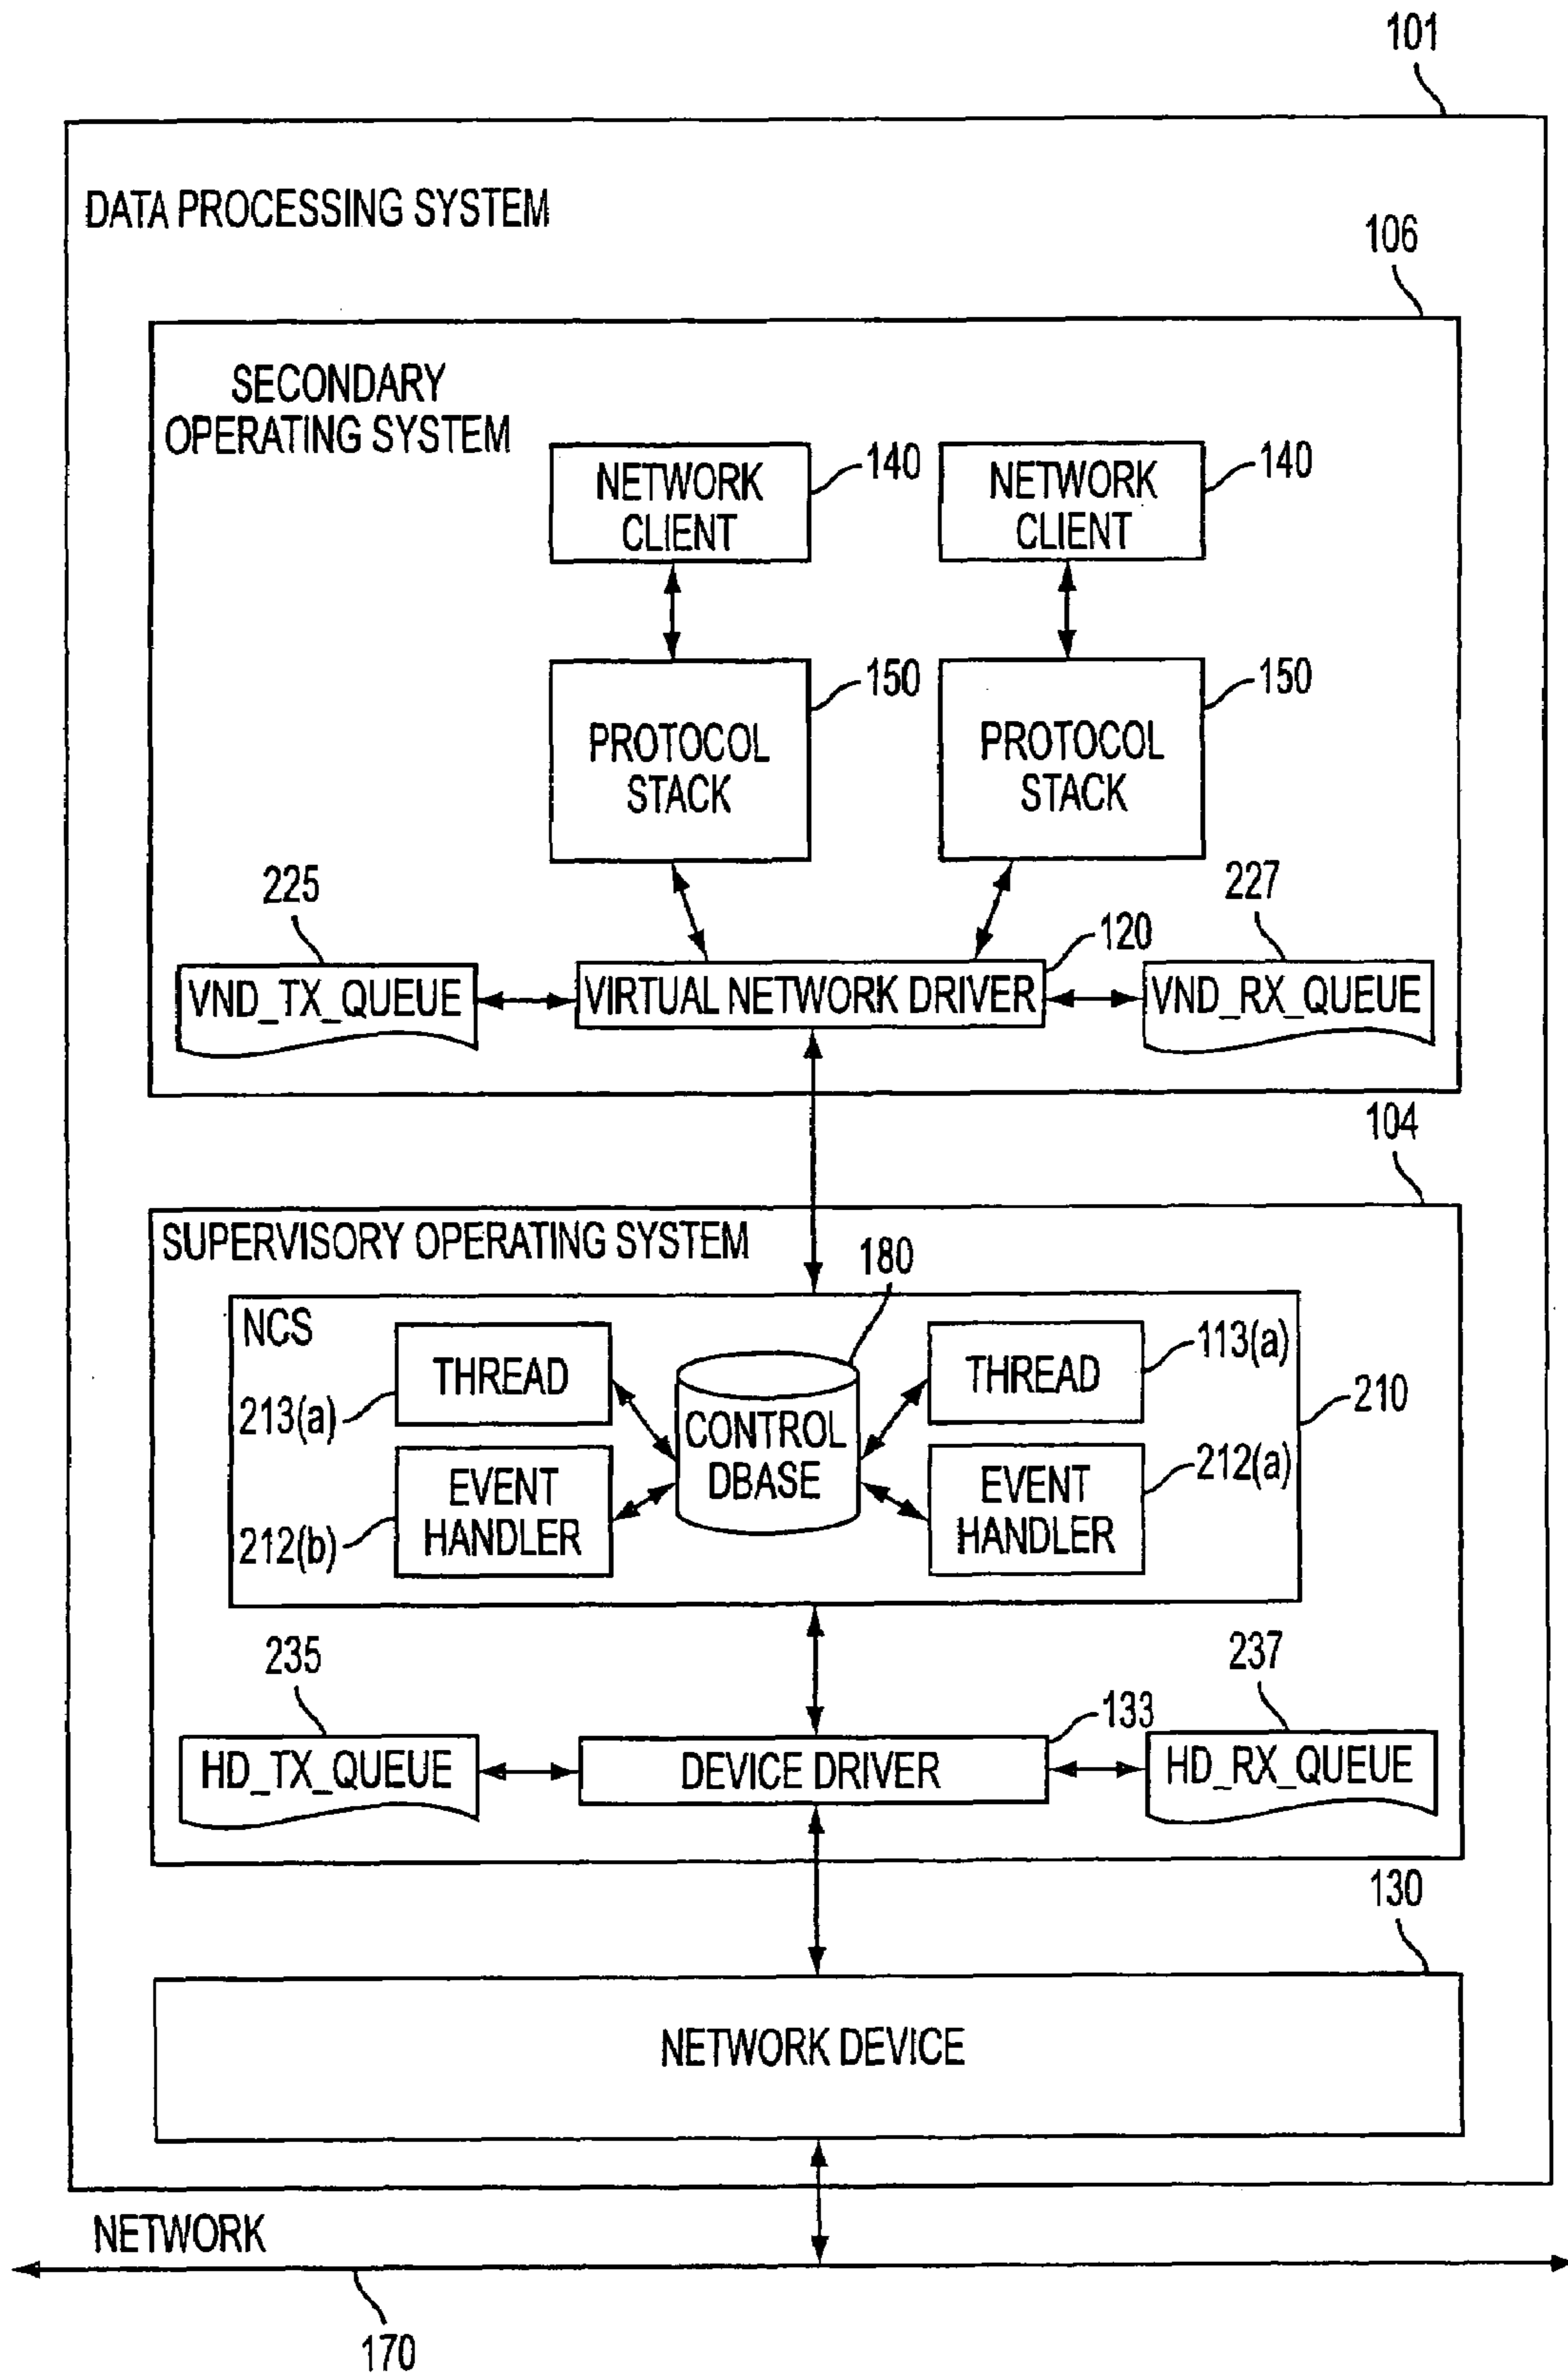 101
DATA PROCESSING SYSTEM
106
SECONDARY
OPERATING SYSTEM
NETWORK
CLIENT
140
NETWORK
CLIENT
140
PROTOCOL
STACK
150
PROTOCOL
STACK
150
225
227
120
VND_TX_QUEUE
VIRTUAL NETWORK DRIVER
VND_RX_QUEUE
104
SUPERVISORY OPERATING SYSTEM
180
NCS
THREAD
213(a)
THREAD
113(a)
210
CONTROL
DBASE
EVENT
HANDLER
212(b)
EVENT
HANDLER
212(a)
235
237
133
HD_TX_QUEUE
DEVICE DRIVER
HD_RX_QUEUE
130
NETWORK DEVICE
NETWORK
170